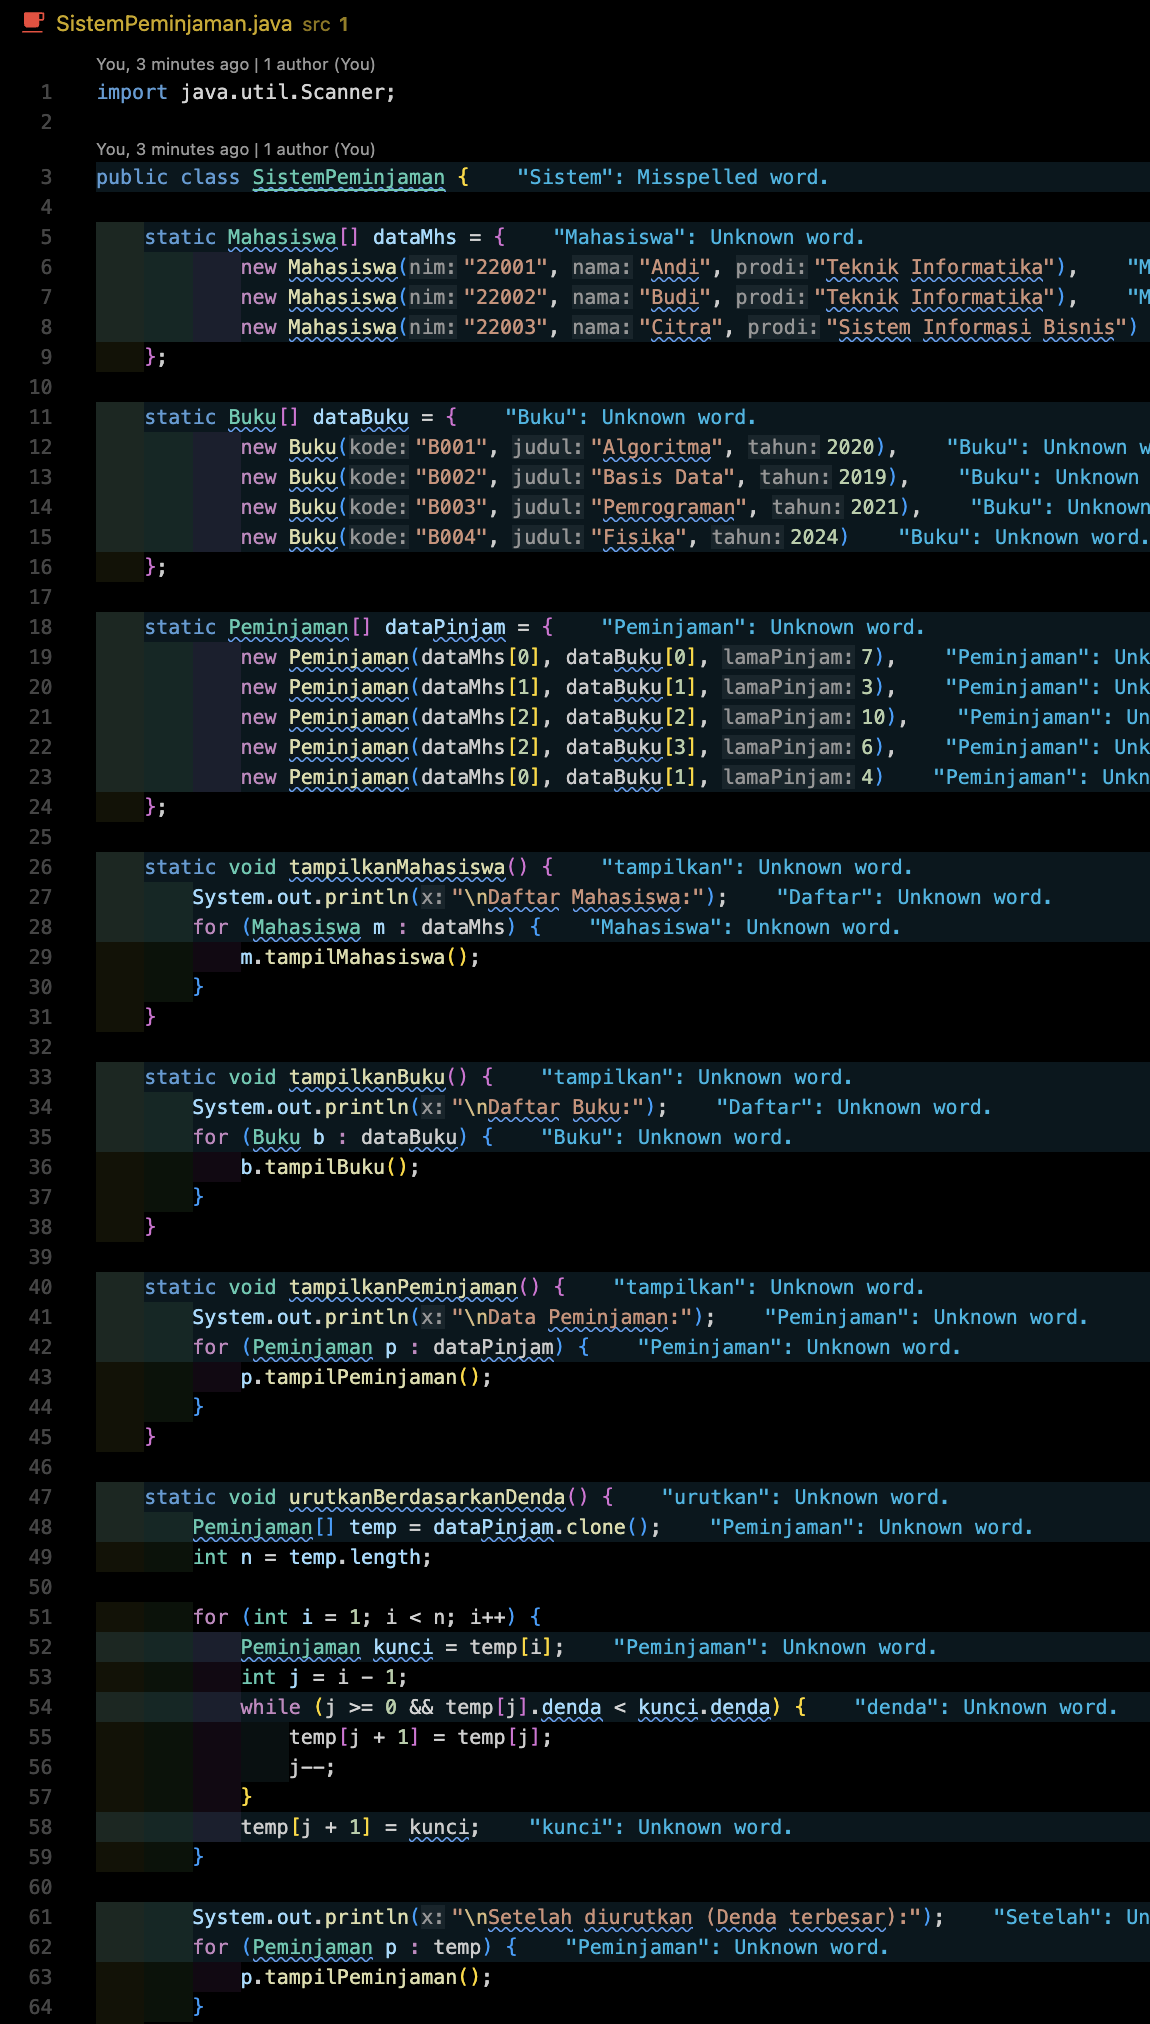 SistemPeminjaman.java src 1
You, 3 minutes ago | 1 author (You)
1 import java.util.Scanner;
2
You, 3 minutes ago | 1 author (You)
3 public class SistemPeminjaman { "Sistem": Misspelled word.
4
5 static Mahasiswa[] dataMhs = { "Mahasiswa": Unknown word.
6 new Mahasiswa(nim: "22001", nama: "Andi", prodi: "Teknik Informatika"), "M
7 new Mahasiswa(nim: "22002", nama: "Budi", prodi: "Teknik Informatika"), "M
8 new Mahasiswa(nim: "22003", nama: "Citra", prodi: "Sistem Informasi Bisnis")
9 };
10
11 static Buku[] dataBuku = { "Buku": Unknown word.
12 new Buku(kode: "B001", judul: "Algoritma", tahun: 2020), "Buku": Unknown w
13 new Buku(kode: "B002", judul: "Basis Data", tahun: 2019), "Buku": Unknown
14 new Buku(kode: "B003", judul: "Pemrograman", tahun: 2021), "Buku": Unknown
15 new Buku(kode: "B004", judul: "Fisika", tahun: 2024) "Buku": Unknown word.
16 };
17
18 static Peminjaman[] dataPinjam = { "Peminjaman": Unknown word.
19 new Peminjaman(dataMhs[0], dataBuku[0], lamaPinjam: 7), "Peminjaman": Unk
20 new Peminjaman(dataMhs[1], dataBuku[1], lamaPinjam: 3), "Peminjaman": Unk
21 new Peminjaman(dataMhs[2], dataBuku[2], lamaPinjam: 10), "Peminjaman": Un
22 new Peminjaman(dataMhs[2], dataBuku[3], lamaPinjam: 6), "Peminjaman": Unk
23 new Peminjaman(dataMhs[0], dataBuku[1], lamaPinjam: 4) "Peminjaman": Unkn
24 };
25
26 static void tampilkanMahasiswa() { "tampilkan": Unknown word.
27 System.out.println(x: "\nDaftar Mahasiswa:"); "Daftar": Unknown word.
28 for (Mahasiswa m : dataMhs) { "Mahasiswa": Unknown word.
29 m.tampilMahasiswa();
30 }
31 }
32
33 static void tampilkanBuku() { "tampilkan": Unknown word.
34 System.out.println(x: "\nDaftar Buku:"); "Daftar": Unknown word.
35 for (Buku b : dataBuku) { "Buku": Unknown word.
36 b.tampilBuku();
37 }
38 }
39
40 static void tampilkanPeminjaman() { "tampilkan": Unknown word.
41 System.out.println(x: "\nData Peminjaman:"); "Peminjaman": Unknown word.
42 for (Peminjaman p : dataPinjam) { "Peminjaman": Unknown word.
43 p.tampilPeminjaman();
44 }
45 }
46
47 static void urutkanBerdasarkanDenda() { "urutkan": Unknown word.
48 Peminjaman[] temp = dataPinjam.clone(); "Peminjaman": Unknown word.
49 int n = temp.length;
50
51 for (int i = 1; i < n; i++) {
52 Peminjaman kunci = temp[i]; "Peminjaman": Unknown word.
53 int j = i - 1;
54 while (j >= 0 && temp[j].denda < kunci.denda) { "denda": Unknown word.
55 temp[j + 1] = temp[j];
56 j--;
57 }
58 temp[j + 1] = kunci; "kunci": Unknown word.
59 }
60
61 System.out.println(x: "\nSetelah diurutkan (Denda terbesar):"); "Setelah": Un
62 for (Peminjaman p : temp) { "Peminjaman": Unknown word.
63 p.tampilPeminjaman();
64 }